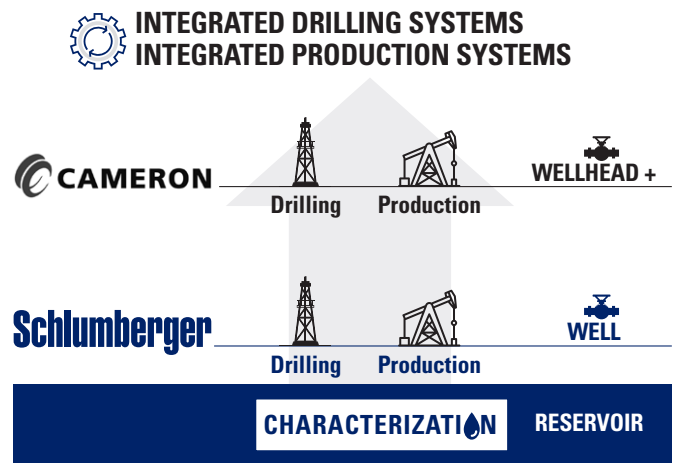 INTEGRATED DRILLING SYSTEMS
INTEGRATED PRODUCTION SYSTEMS
CAMERON
WELLHEAD +
Drilling Production
Schlumberger
WELL
Drilling Production
CHARACTERIZATION RESERVOIR